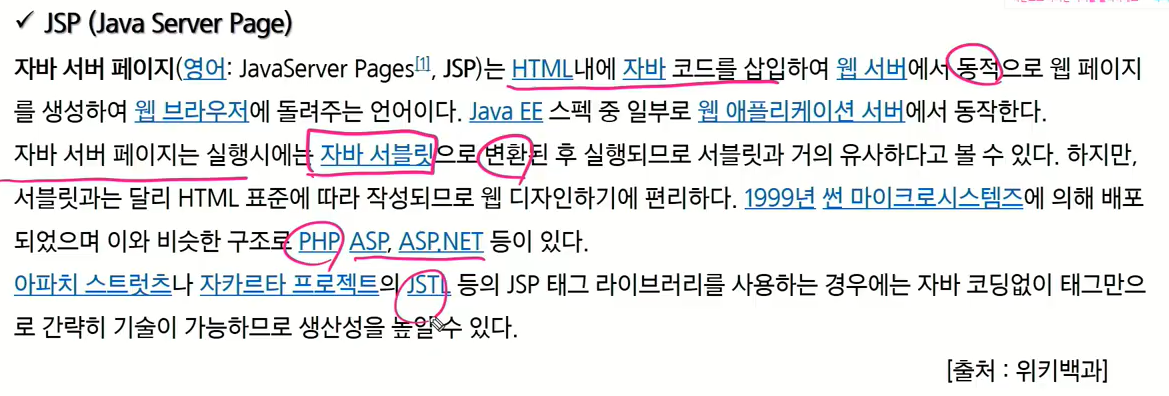 ✓ JSP (Java Server Page)
자바 서버 페이지(영어: JavaServer Pages[1], JSP)는 HTML내에 자바 코드를 삽입하여 웹 서버에서 동적으로 웹 페이지
를 생성하여 웹 브라우저에 돌려주는 언어이다. Java EE 스펙 중 일부로 웹 애플리케이션 서버에서 동작한다.
자바 서버 페이지는 실행시에는 자바 서블릿으로 변환된 후 실행되므로 서블릿과 거의 유사하다고 볼 수 있다. 하지만,
서블릿과는 달리 HTML 표준에 따라 작성되므로 웹 디자인하기에 편리하다. 1999년 썬 마이크로시스템즈에 의해 배포
되었으며 이와 비슷한 구조로 PHP, ASP, ASP.NET 등이 있다.
아파치 스트럿츠나 자카르타 프로젝트의 JSTL 등의 JSP 태그 라이브러리를 사용하는 경우에는 자바 코딩없이 태그만으
로 간략히 기술이 가능하므로 생산성을 높일 수 있다.
[출처 : 위키백과]